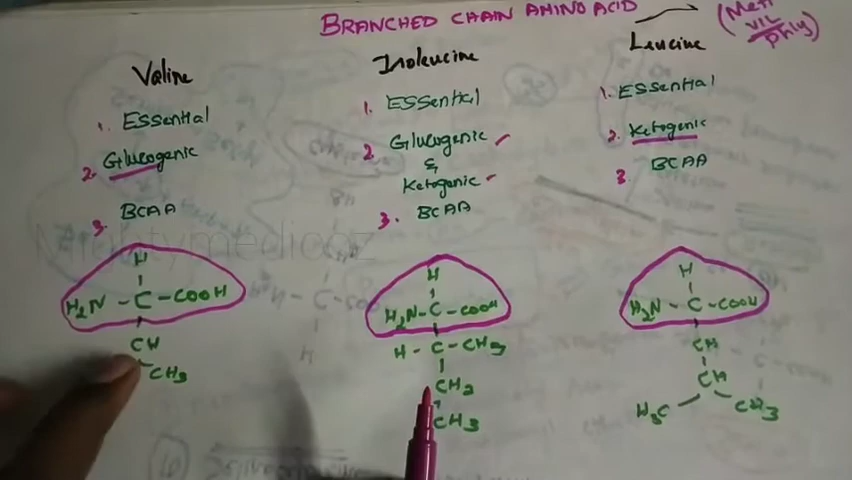 BRANCHED CHAIN AMINO ACID
(Meti
VIL
Phly)
Valine
1. Essential
2. Glucogenic
3. BCAA
H
H₂N - C - COOH
CH
CH₃
Isoleucine
1. Essential
2. Glucogenic
&
Ketogenic
3. BCAA
H
H₂N - C - COOH
H - C - CH₃
CH₂
CH₃
Leucine
1. Essential
2. Ketogenic
3. BCAA
H
H₂N - C - COOH
CH
CH
H₃C CH₃
Mightymedicoz